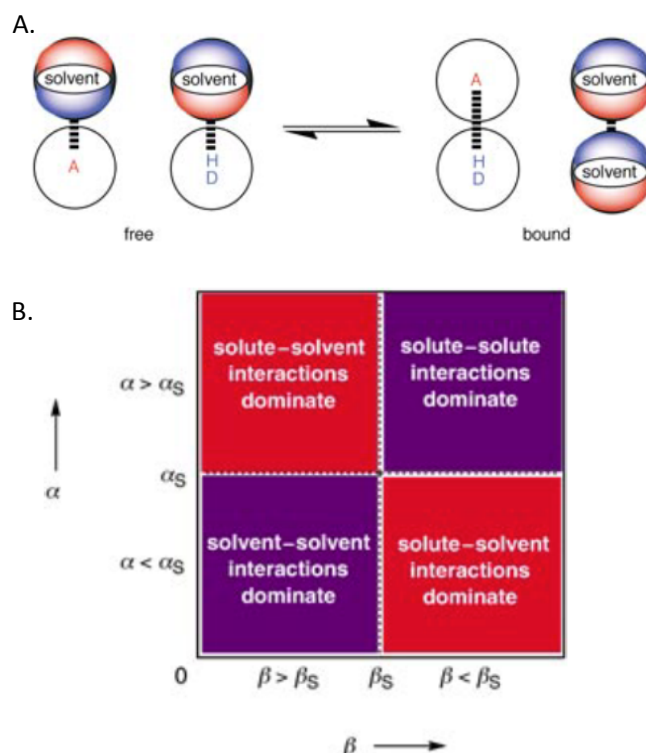 A.
solvent
solvent
A
H
D
free
A
H
D
solvent
solvent
bound
B.
solute–solvent
interactions
dominate
solute–solute
interactions
dominate
solvent–solvent
interactions
dominate
solute–solvent
interactions
dominate
α > αS
αS
α < αS
α
0
β > βS
βS
β < βS
β